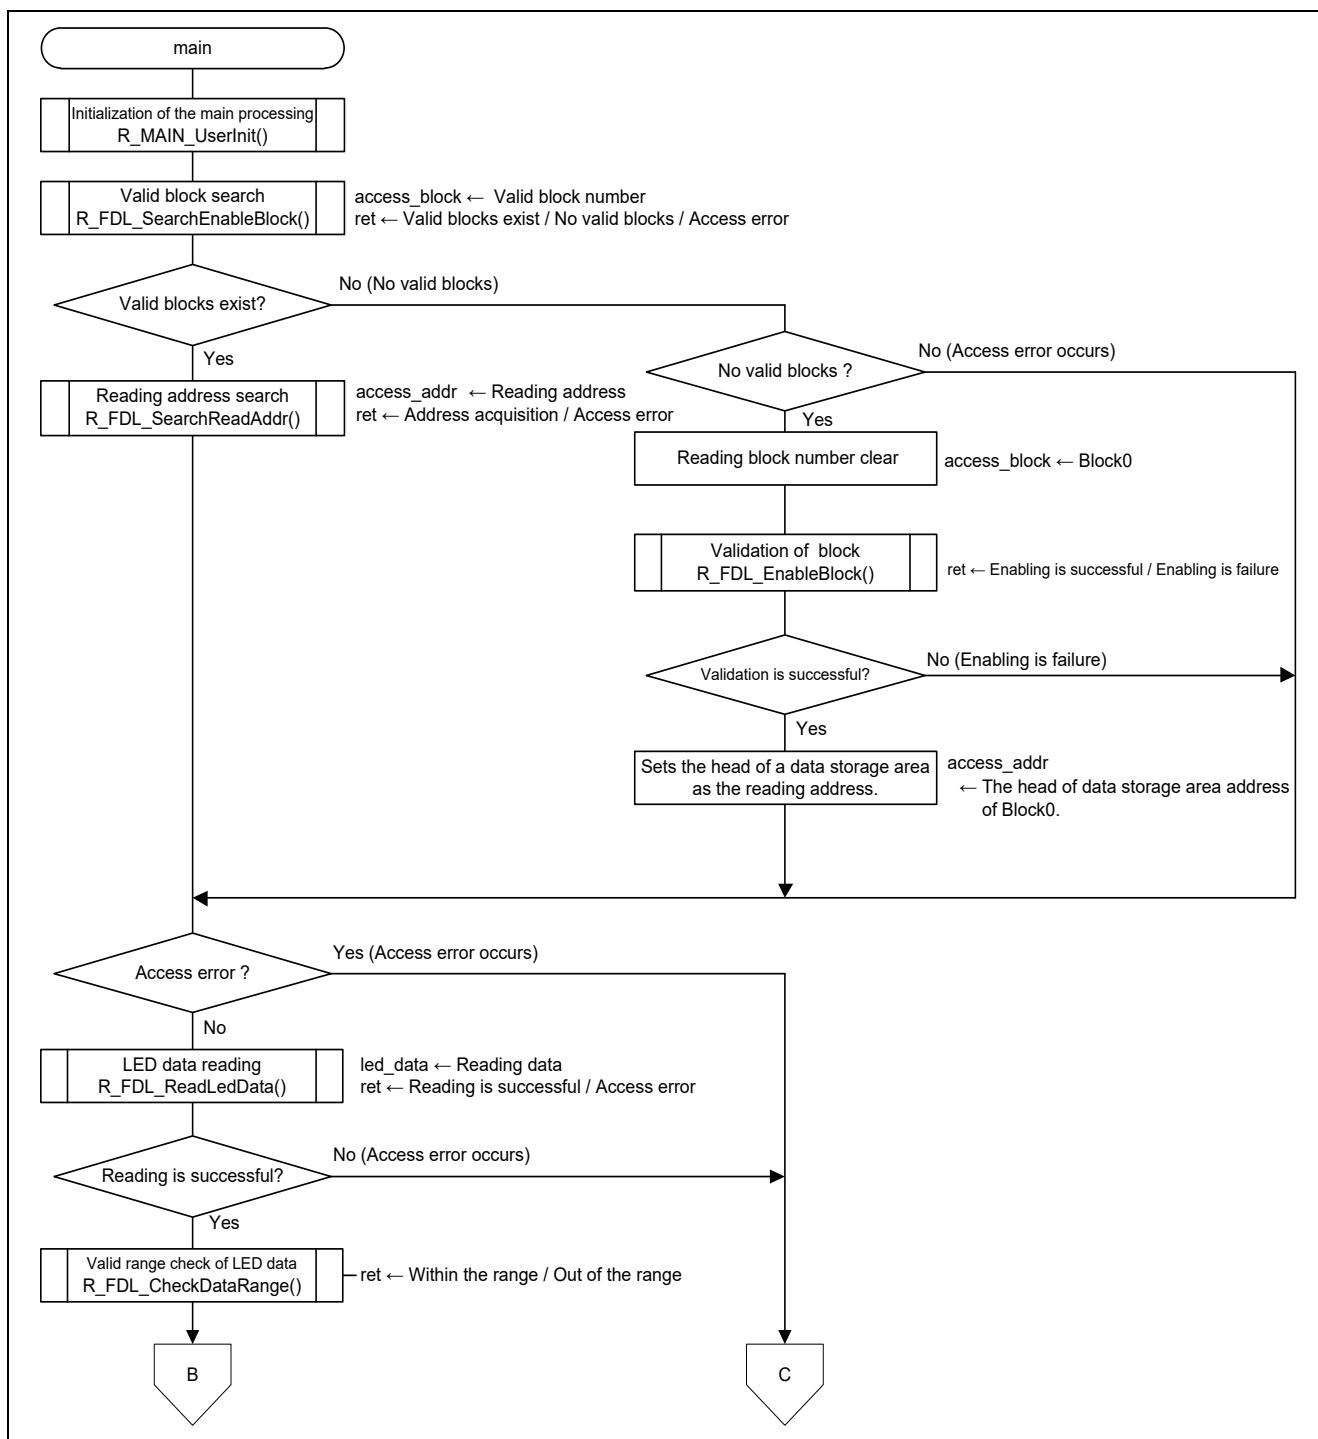 main
Initialization of the main processing
R_MAIN_UserInit()
Valid block search
R_FDL_SearchEnableBlock()
access_block ← Valid block number
ret ← Valid blocks exist / No valid blocks / Access error
Valid blocks exist?
No (No valid blocks)
Yes
Reading address search
R_FDL_SearchReadAddr()
access_addr ← Reading address
ret ← Address acquisition / Access error
No valid blocks ?
No (Access error occurs)
Yes
Reading block number clear
access_block ← Block0
Validation of block
R_FDL_EnableBlock()
ret ← Enabling is successful / Enabling is failure
Validation is successful?
No (Enabling is failure)
Yes
Sets the head of a data storage area
as the reading address.
access_addr
← The head of data storage area address
of Block0.
Access error ?
Yes (Access error occurs)
No
LED data reading
R_FDL_ReadLedData()
led_data ← Reading data
ret ← Reading is successful / Access error
Reading is successful?
No (Access error occurs)
Yes
Valid range check of LED data
R_FDL_CheckDataRange()
ret ← Within the range / Out of the range
B
C